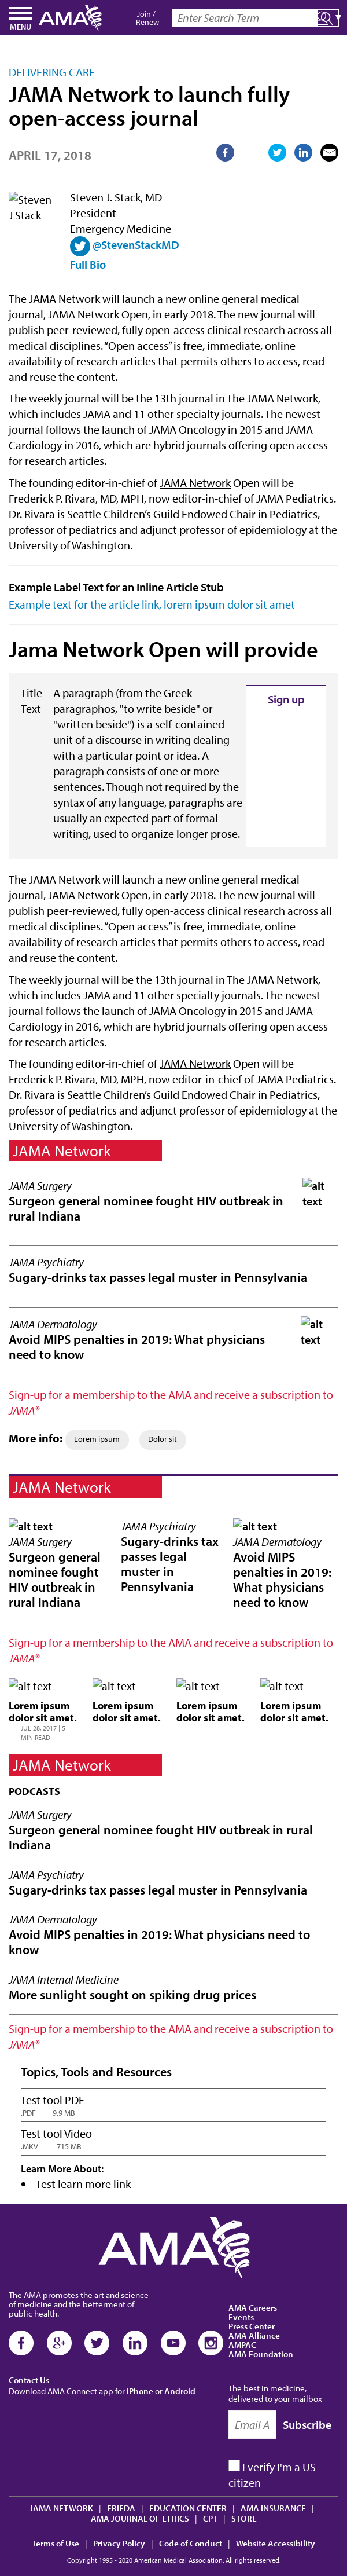 MENU
AMA
Join /
Renew
Enter Search Term
DELIVERING CARE
JAMA Network to launch fully
open-access journal
APRIL 17, 2018
Steven
J Stack
Steven J. Stack, MD
President
Emergency Medicine
@StevenStackMD
Full Bio
The JAMA Network will launch a new online general medical
journal, JAMA Network Open, in early 2018. The new journal will
publish peer-reviewed, fully open-access clinical research across all
medical disciplines. “Open access” is free, immediate, online
availability of research articles that permits others to access, read
and reuse the content.
The weekly journal will be the 13th journal in The JAMA Network,
which includes JAMA and 11 other specialty journals. The newest
journal follows the launch of JAMA Oncology in 2015 and JAMA
Cardiology in 2016, which are hybrid journals offering open access
for research articles.
The founding editor-in-chief of JAMA Network Open will be
Frederick P. Rivara, MD, MPH, now editor-in-chief of JAMA Pediatrics.
Dr. Rivara is Seattle Children’s Guild Endowed Chair in Pediatrics,
professor of pediatrics and adjunct professor of epidemiology at the
University of Washington.
Example Label Text for an Inline Article Stub
Example text for the article link, lorem ipsum dolor sit amet
Jama Network Open will provide
Title
Text
A paragraph (from the Greek
paragraphos, "to write beside" or
"written beside") is a self-contained
unit of a discourse in writing dealing
with a particular point or idea. A
paragraph consists of one or more
sentences. Though not required by the
syntax of any language, paragraphs are
usually an expected part of formal
writing, used to organize longer prose.
Sign up
The JAMA Network will launch a new online general medical
journal, JAMA Network Open, in early 2018. The new journal will
publish peer-reviewed, fully open-access clinical research across all
medical disciplines. “Open access” is free, immediate, online
availability of research articles that permits others to access, read
and reuse the content.
The weekly journal will be the 13th journal in The JAMA Network,
which includes JAMA and 11 other specialty journals. The newest
journal follows the launch of JAMA Oncology in 2015 and JAMA
Cardiology in 2016, which are hybrid journals offering open access
for research articles.
The founding editor-in-chief of JAMA Network Open will be
Frederick P. Rivara, MD, MPH, now editor-in-chief of JAMA Pediatrics.
Dr. Rivara is Seattle Children’s Guild Endowed Chair in Pediatrics,
professor of pediatrics and adjunct professor of epidemiology at the
University of Washington.
JAMA Network
JAMA Surgery
Surgeon general nominee fought HIV outbreak in
rural Indiana
alt
text
JAMA Psychiatry
Sugary-drinks tax passes legal muster in Pennsylvania
JAMA Dermatology
Avoid MIPS penalties in 2019: What physicians
need to know
alt
text
Sign-up for a membership to the AMA and receive a subscription to
JAMA®
More info: Lorem ipsum Dolor sit
JAMA Network
alt text
JAMA Surgery
Surgeon general
nominee fought
HIV outbreak in
rural Indiana
JAMA Psychiatry
Sugary-drinks tax
passes legal
muster in
Pennsylvania
alt text
JAMA Dermatology
Avoid MIPS
penalties in 2019:
What physicians
need to know
Sign-up for a membership to the AMA and receive a subscription to
JAMA®
alt text
Lorem ipsum
dolor sit amet.
JUL 28, 2017 | 5
MIN READ
alt text
Lorem ipsum
dolor sit amet.
alt text
Lorem ipsum
dolor sit amet.
alt text
Lorem ipsum
dolor sit amet.
JAMA Network
PODCASTS
JAMA Surgery
Surgeon general nominee fought HIV outbreak in rural
Indiana
JAMA Psychiatry
Sugary-drinks tax passes legal muster in Pennsylvania
JAMA Dermatology
Avoid MIPS penalties in 2019: What physicians need to
know
JAMA Internal Medicine
More sunlight sought on spiking drug prices
Sign-up for a membership to the AMA and receive a subscription to
JAMA®
Topics, Tools and Resources
Test tool PDF
.PDF 9.9 MB
Test tool Video
.MKV 715 MB
Learn More About:
• Test learn more link
AMA
The AMA promotes the art and science
of medicine and the betterment of
public health.
Contact Us
Download AMA Connect app for iPhone or Android
AMA Careers
Events
Press Center
AMA Alliance
AMPAC
AMA Foundation
The best in medicine,
delivered to your mailbox
Email A
Subscribe
I verify I'm a US
citizen
JAMA NETWORK | FRIEDA | EDUCATION CENTER | AMA INSURANCE |
AMA JOURNAL OF ETHICS | CPT | STORE
Terms of Use | Privacy Policy | Code of Conduct | Website Accessibility
Copyright 1995 - 2020 American Medical Association. All rights reserved.